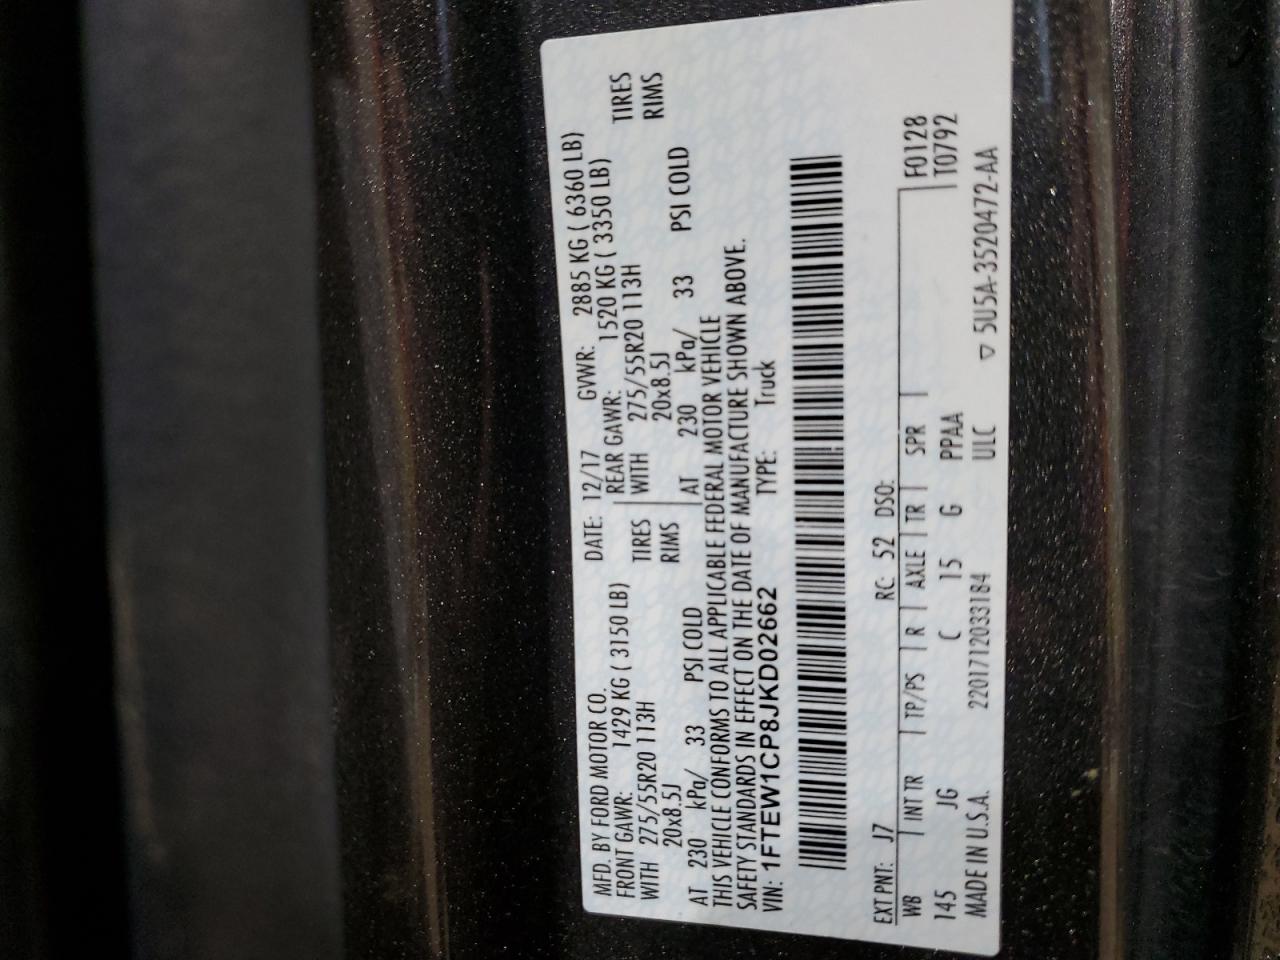 MFD. BY FORD MOTOR CO. DATE: 12/17 GVWR: 2885 KG ( 6360 LB)
FRONT GAWR: 1429 KG ( 3150 LB) REAR GAWR: 1520 KG ( 3350 LB)
WITH 275/55R20 113H TIRES WITH 275/55R20 113H TIRES
20x8.5J RIMS 20x8.5J RIMS
AT 230 kPa/ 33 PSI COLD AT 230 kPa/ 33 PSI COLD
THIS VEHICLE CONFORMS TO ALL APPLICABLE FEDERAL MOTOR VEHICLE
SAFETY STANDARDS IN EFFECT ON THE DATE OF MANUFACTURE SHOWN ABOVE.
VIN: 1FTEW1CP8JKD02662 TYPE: Truck
EXT PNT: J7 RC: 52 DSO:
WB | INT TR | TP/PS | R | AXLE | TR | SPR | F0128
145 JG C 15 G PPAA T0792
MADE IN U.S.A. 2201712033184 ULC ▽ 5U5A-3520472-AA